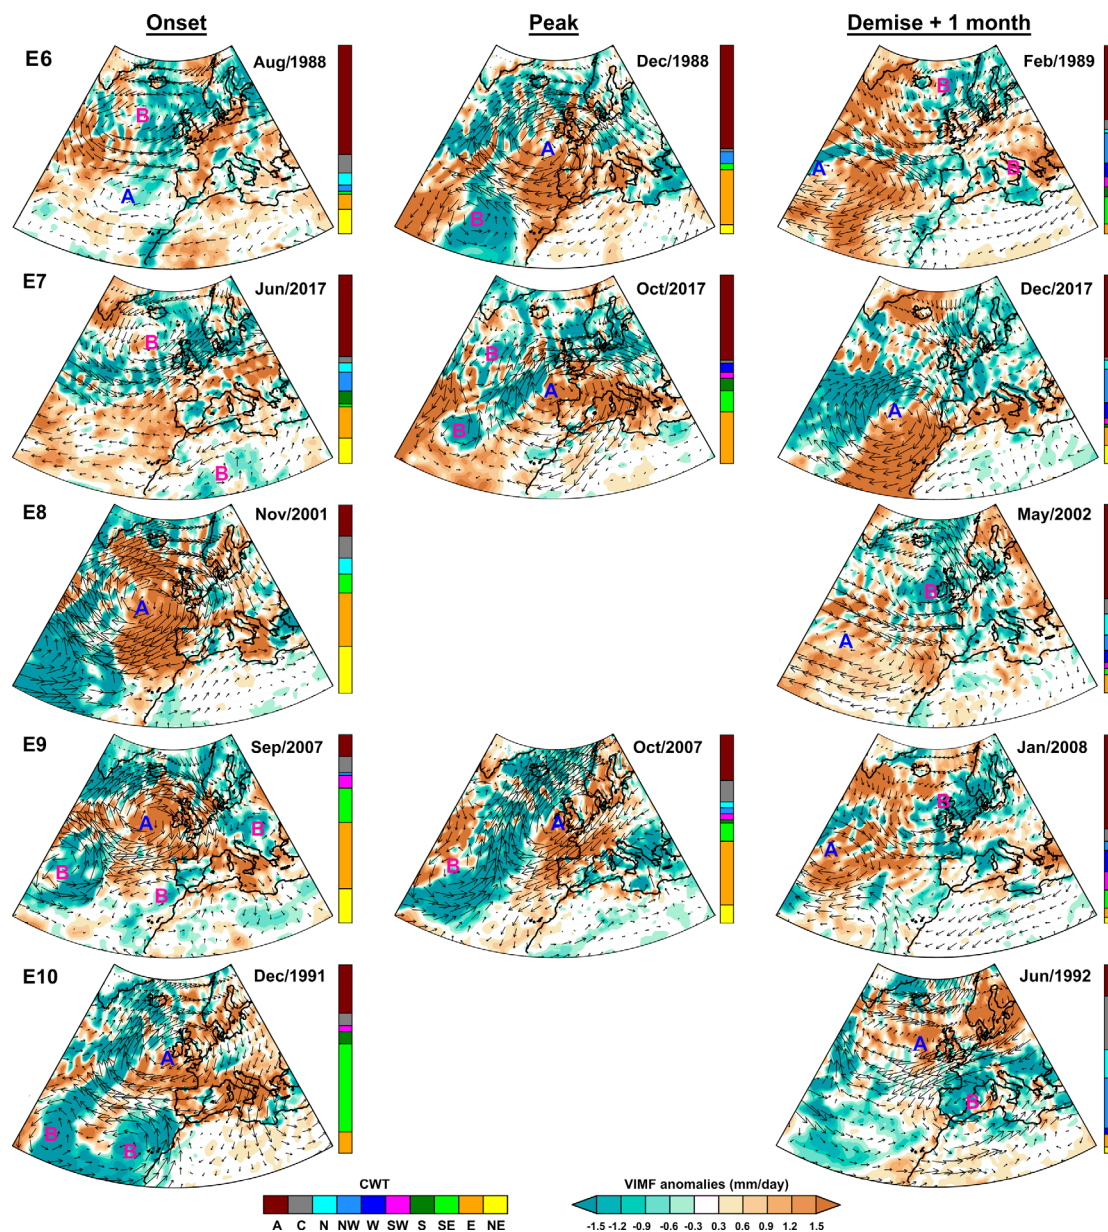 Onset Peak Demise + 1 month
E6 Aug/1988 Dec/1988 Feb/1989
B B
A B
A A
B
E7 Jun/2017 Oct/2017 Dec/2017
B B
A A
B
B
E8 Nov/2001 May/2002
A B
A
E9 Sep/2007 Oct/2007 Jan/2008
A B A B
B B A
B
E10 Dec/1991 Jun/1992
A A
B B B
CWT VIMF anomalies (mm/day)
A C N NW W SW S SE E NE -1.5 -1.2 -0.9 -0.6 -0.3 0.3 0.6 0.9 1.2 1.5